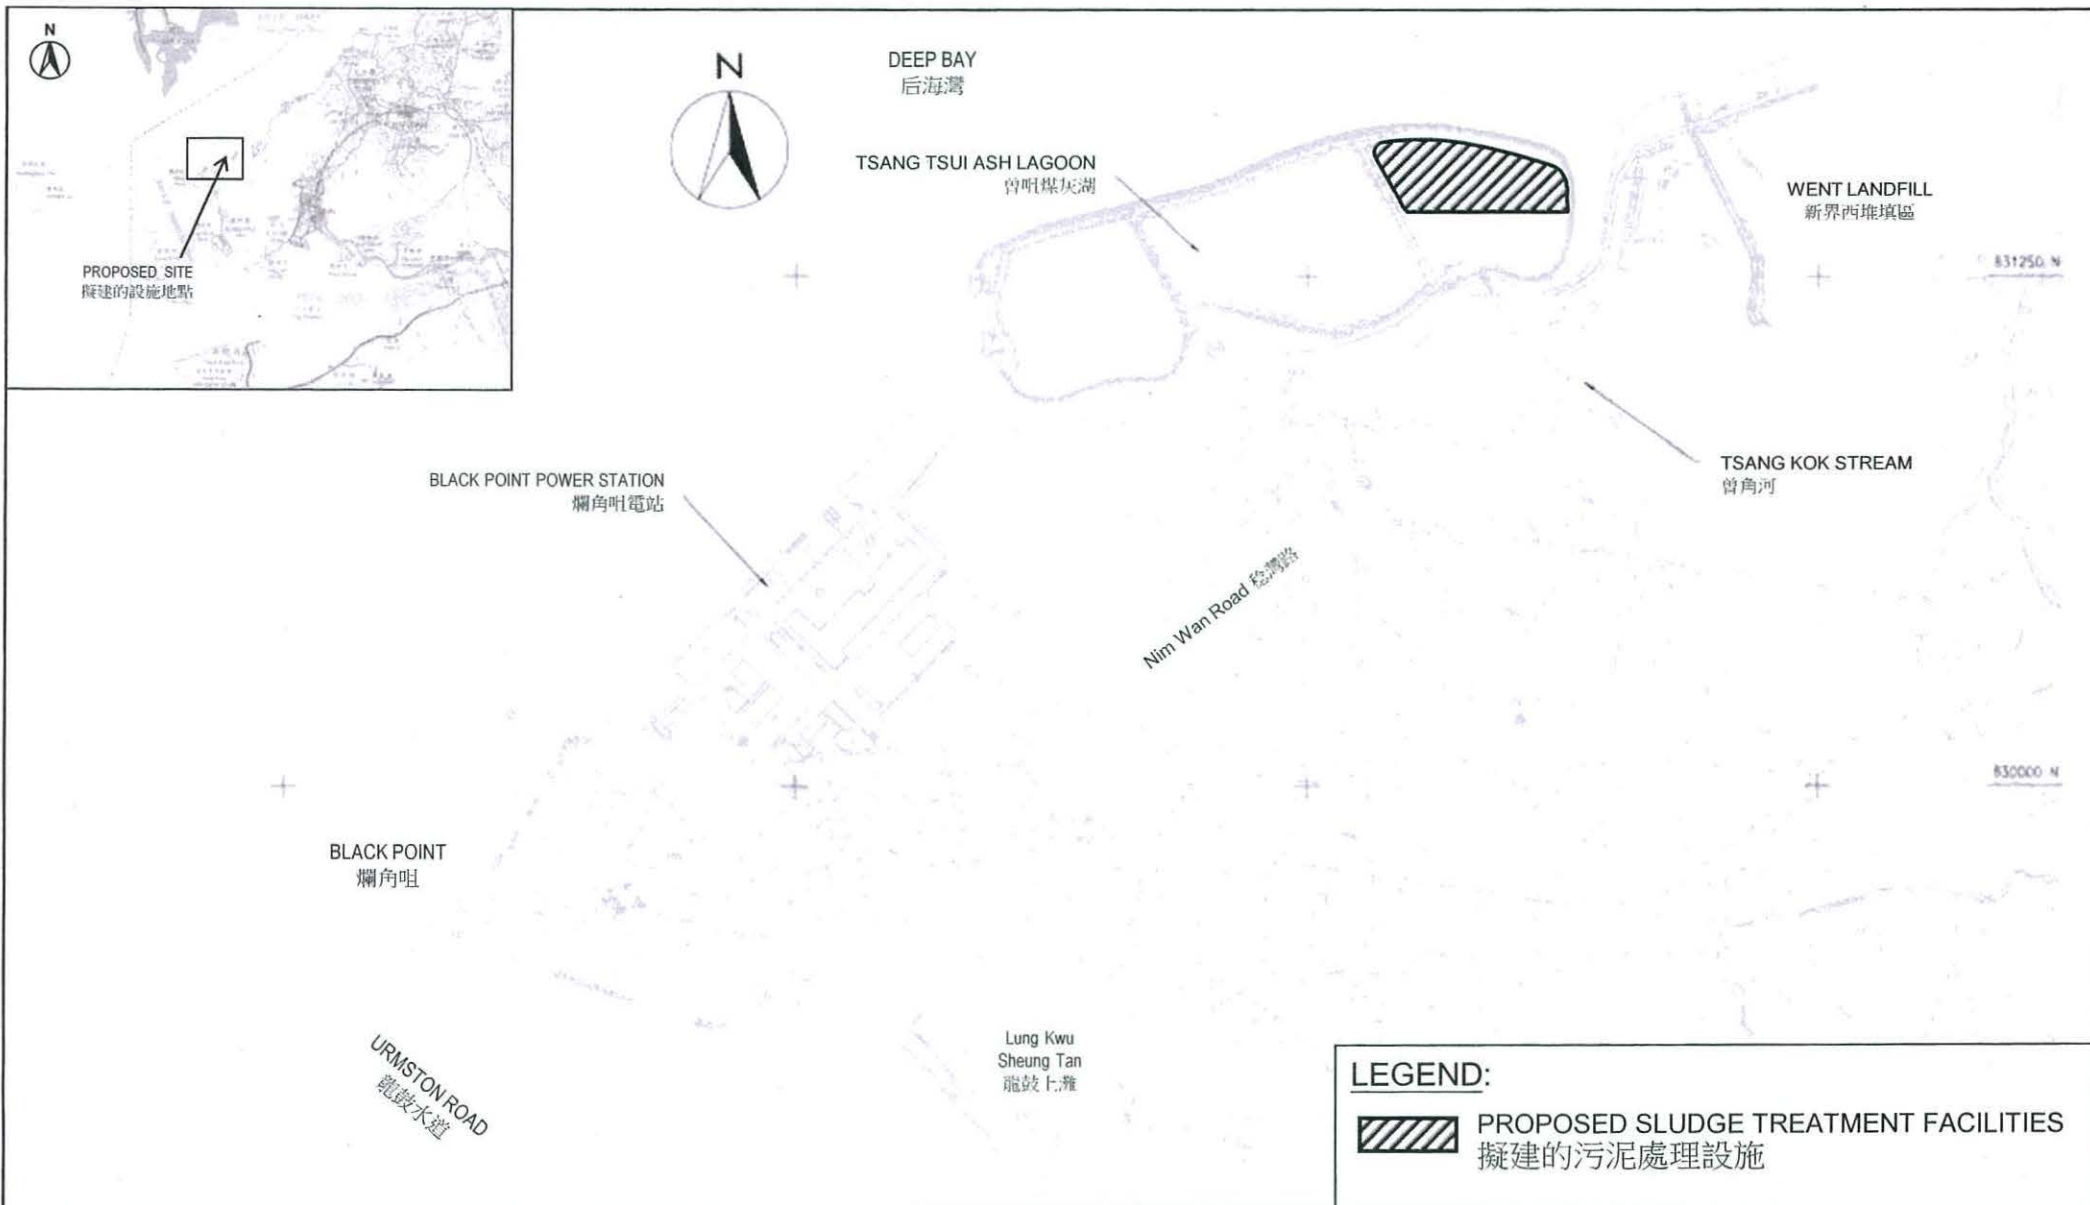 N
PROPOSED SITE
擬建的設施地點
N
DEEP BAY
后海灣
TSANG TSUI ASH LAGOON
曾咀煤灰湖
WENT LANDFILL
新界西堆填區
831250 N
TSANG KOK STREAM
曾角河
BLACK POINT POWER STATION
爛角咀電站
Nim Wan Road 稔灣路
830000 N
BLACK POINT
爛角咀
URMSTON ROAD
龍鼓水道
Lung Kwu
Sheung Tan
龍鼓上灘
LEGEND:
PROPOSED SLUDGE TREATMENT FACILITIES
擬建的污泥處理設施